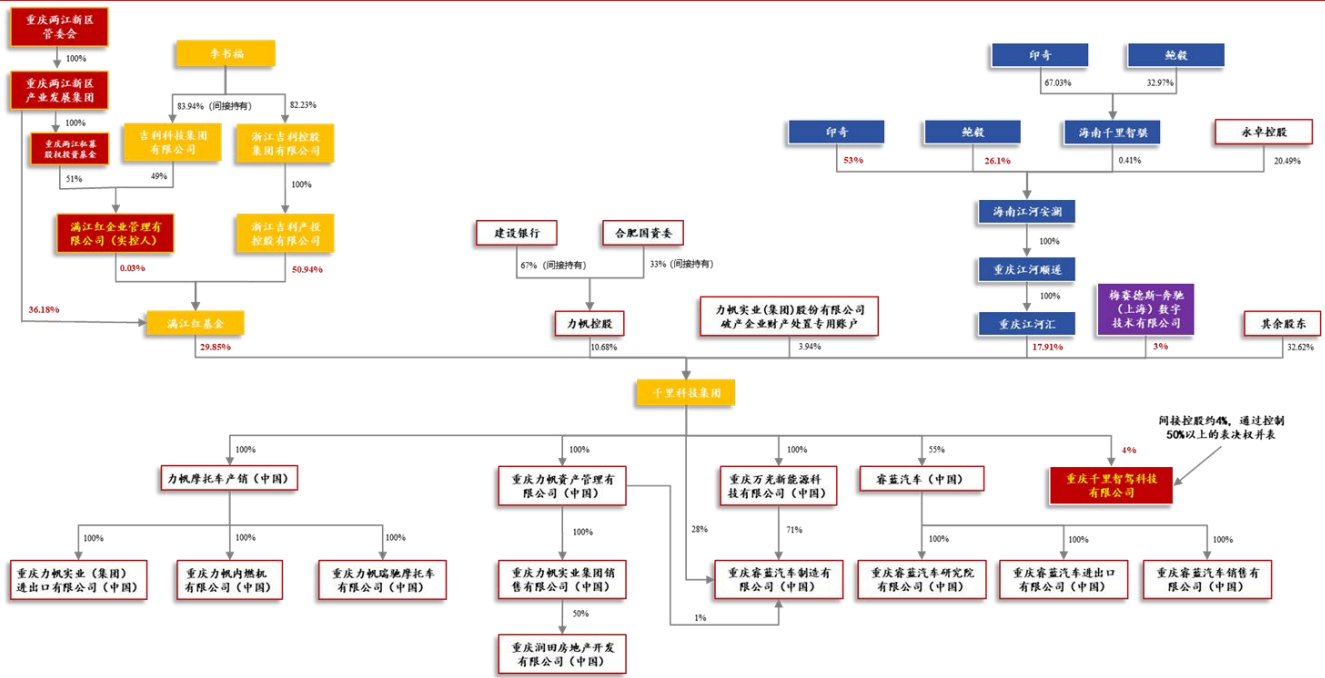 重庆两江新区
管委会
100%
重庆两江新区
产业发展集团
100%
重庆两江私募
股权投资基金
51%
李书福
83.94%（间接持有）
82.23%
吉利科技集团
有限公司
49%
浙江吉利控股
集团有限公司
100%
满江红企业管理有
限公司（实控人）
0.03%
浙江吉利产投
控股有限公司
50.94%
36.18%
满江红基金
29.85%
建设银行
67%（间接持有）
合肥国资委
33%（间接持有）
力帆控股
10.68%
力帆实业(集团)股份有限公司
破产企业财产处置专用账户
3.94%
印奇
67.03%
鲍毅
32.97%
印奇
53%
鲍毅
26.1%
海南千里智骐
0.41%
永卓控股
20.49%
海南江河安澜
100%
重庆江河顺遂
100%
重庆江河汇
17.91%
梅赛德斯-奔驰
（上海）数字
技术有限公司
3%
其余股东
32.62%
千里科技集团
间接控股约4%，通过控制
50%以上的表决权并表
100%
100%
100%
55%
4%
力帆摩托车产销（中国）
重庆力帆资产管理有
限公司（中国）
重庆万光新能源科
技有限公司（中国）
睿蓝汽车（中国）
重庆千里智驾科技
有限公司
100%
100%
100%
100%
28%
71%
100%
100%
100%
重庆力帆实业（集团）
进出口有限公司（中国）
重庆力帆内燃机
有限公司（中国）
重庆力帆瑞驰摩托车
有限公司（中国）
重庆力帆实业集团销
售有限公司（中国）
重庆睿蓝汽车制造有
限公司（中国）
重庆睿蓝汽车研究院
有限公司（中国）
重庆睿蓝汽车进出口
有限公司（中国）
重庆睿蓝汽车销售有
限公司（中国）
50%
1%
重庆润田房地产开发
有限公司（中国）